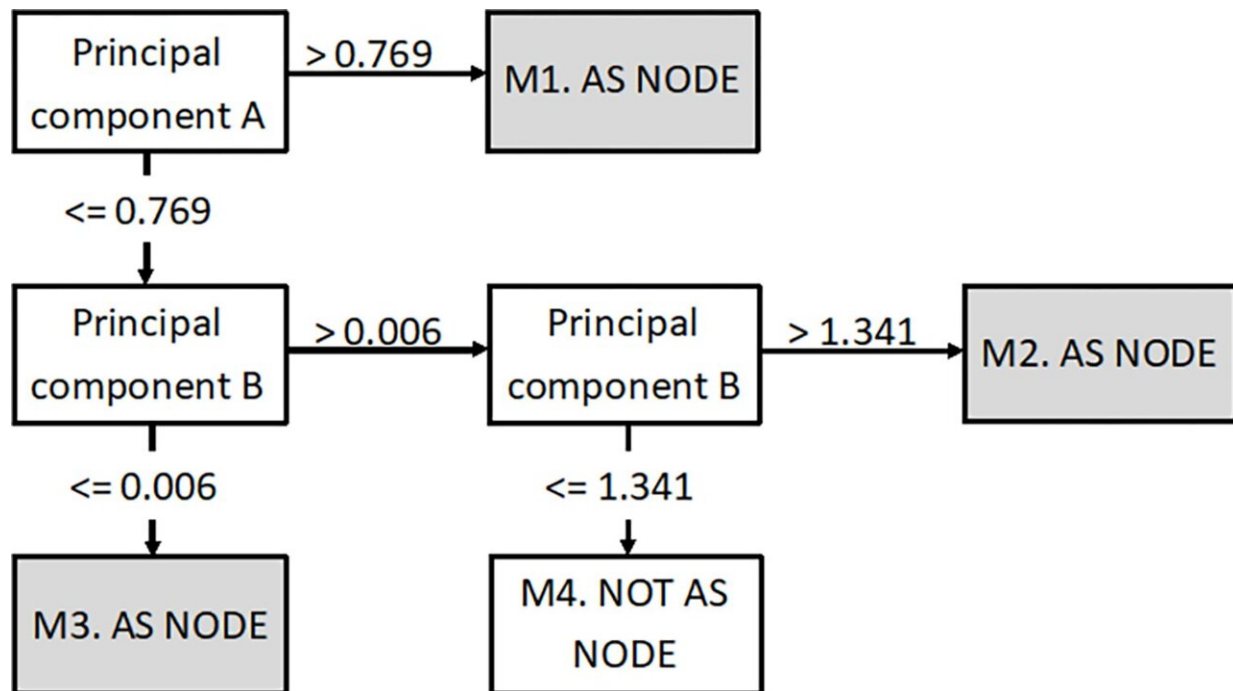 Principal
component A
> 0.769
M1. AS NODE
<= 0.769
Principal
component B
> 0.006
Principal
component B
> 1.341
M2. AS NODE
<= 0.006
<= 1.341
M3. AS NODE
M4. NOT AS
NODE